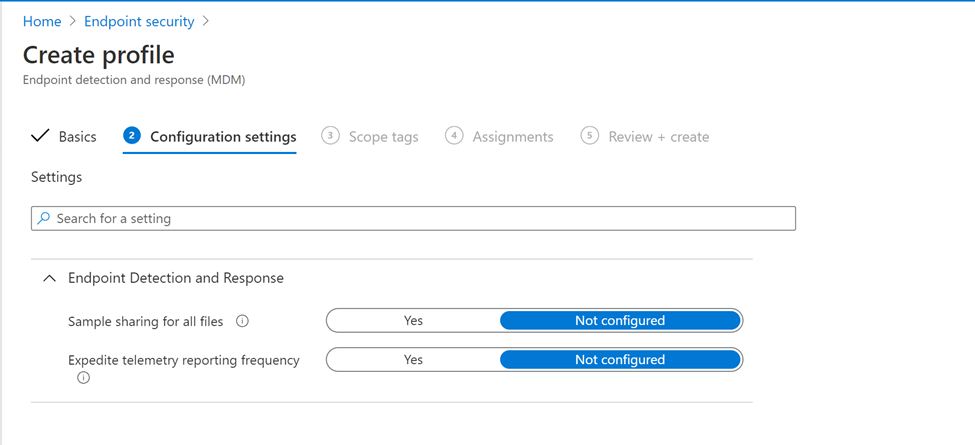 Home > Endpoint security >
Create profile
Endpoint detection and response (MDM)
Basics 2 Configuration settings 3 Scope tags 4 Assignments 5 Review + create
Settings
Search for a setting
Endpoint Detection and Response
Sample sharing for all files Yes Not configured
Expedite telemetry reporting frequency Yes Not configured